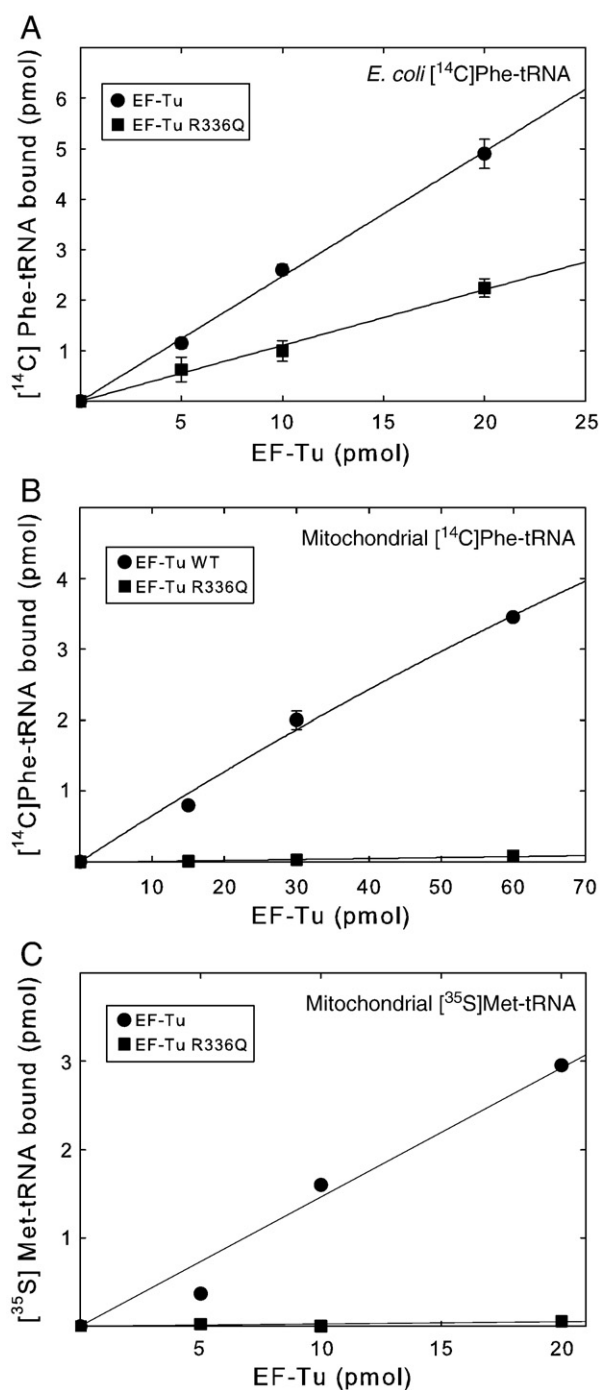 A
E. coli [¹⁴C]Phe-tRNA
EF-Tu
EF-Tu R336Q
[¹⁴C] Phe-tRNA bound (pmol)
6
5
4
3
2
1
5 10 15 20 25
EF-Tu (pmol)
B
Mitochondrial [¹⁴C]Phe-tRNA
EF-Tu WT
EF-Tu R336Q
[¹⁴C]Phe-tRNA bound (pmol)
4
3
2
1
10 20 30 40 50 60 70
EF-Tu (pmol)
C
Mitochondrial [³⁵S]Met-tRNA
EF-Tu
EF-Tu R336Q
[³⁵S] Met-tRNA bound (pmol)
3
2
1
5 10 15 20
EF-Tu (pmol)